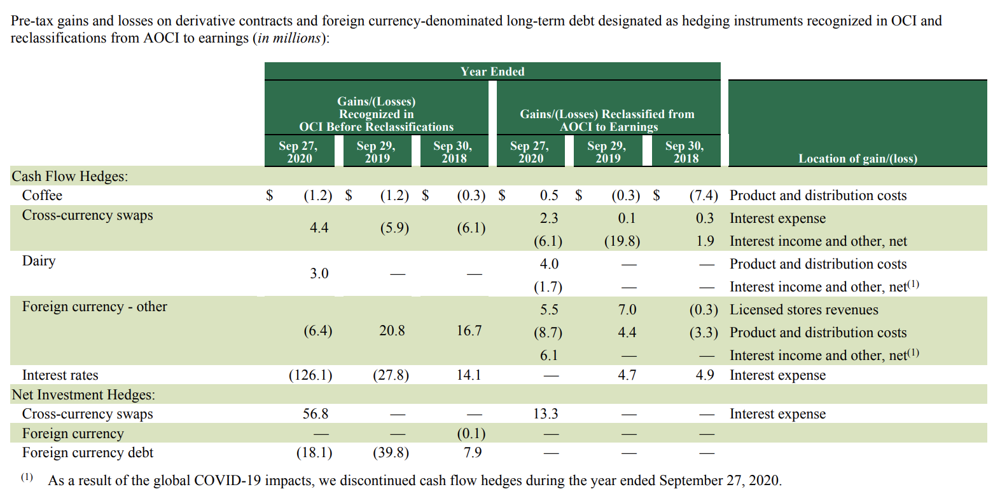 Pre-tax gains and losses on derivative contracts and foreign currency-denominated long-term debt designated as hedging instruments recognized in OCI and
reclassifications from AOCI to earnings (in millions):
Year Ended
Gains/(Losses)
Recognized in
OCI Before Reclassifications
Gains/(Losses) Reclassified from
AOCI to Earnings
Sep 27, 2020 Sep 29, 2019 Sep 30, 2018 Sep 27, 2020 Sep 29, 2019 Sep 30, 2018 Location of gain/(loss)
Cash Flow Hedges:
Coffee $ (1.2) $ (1.2) $ (0.3) $ 0.5 $ (0.3) $ (7.4) Product and distribution costs
Cross-currency swaps 4.4 (5.9) (6.1) 2.3 0.1 0.3 Interest expense
(6.1) (19.8) 1.9 Interest income and other, net
Dairy 3.0 — — 4.0 — — Product and distribution costs
(1.7) — — Interest income and other, net(1)
Foreign currency - other 5.5 7.0 (0.3) Licensed stores revenues
(6.4) 20.8 16.7 (8.7) 4.4 (3.3) Product and distribution costs
6.1 — — Interest income and other, net(1)
Interest rates (126.1) (27.8) 14.1 — 4.7 4.9 Interest expense
Net Investment Hedges:
Cross-currency swaps 56.8 — — 13.3 — — Interest expense
Foreign currency — — (0.1) — — —
Foreign currency debt (18.1) (39.8) 7.9 — — —
(1) As a result of the global COVID-19 impacts, we discontinued cash flow hedges during the year ended September 27, 2020.